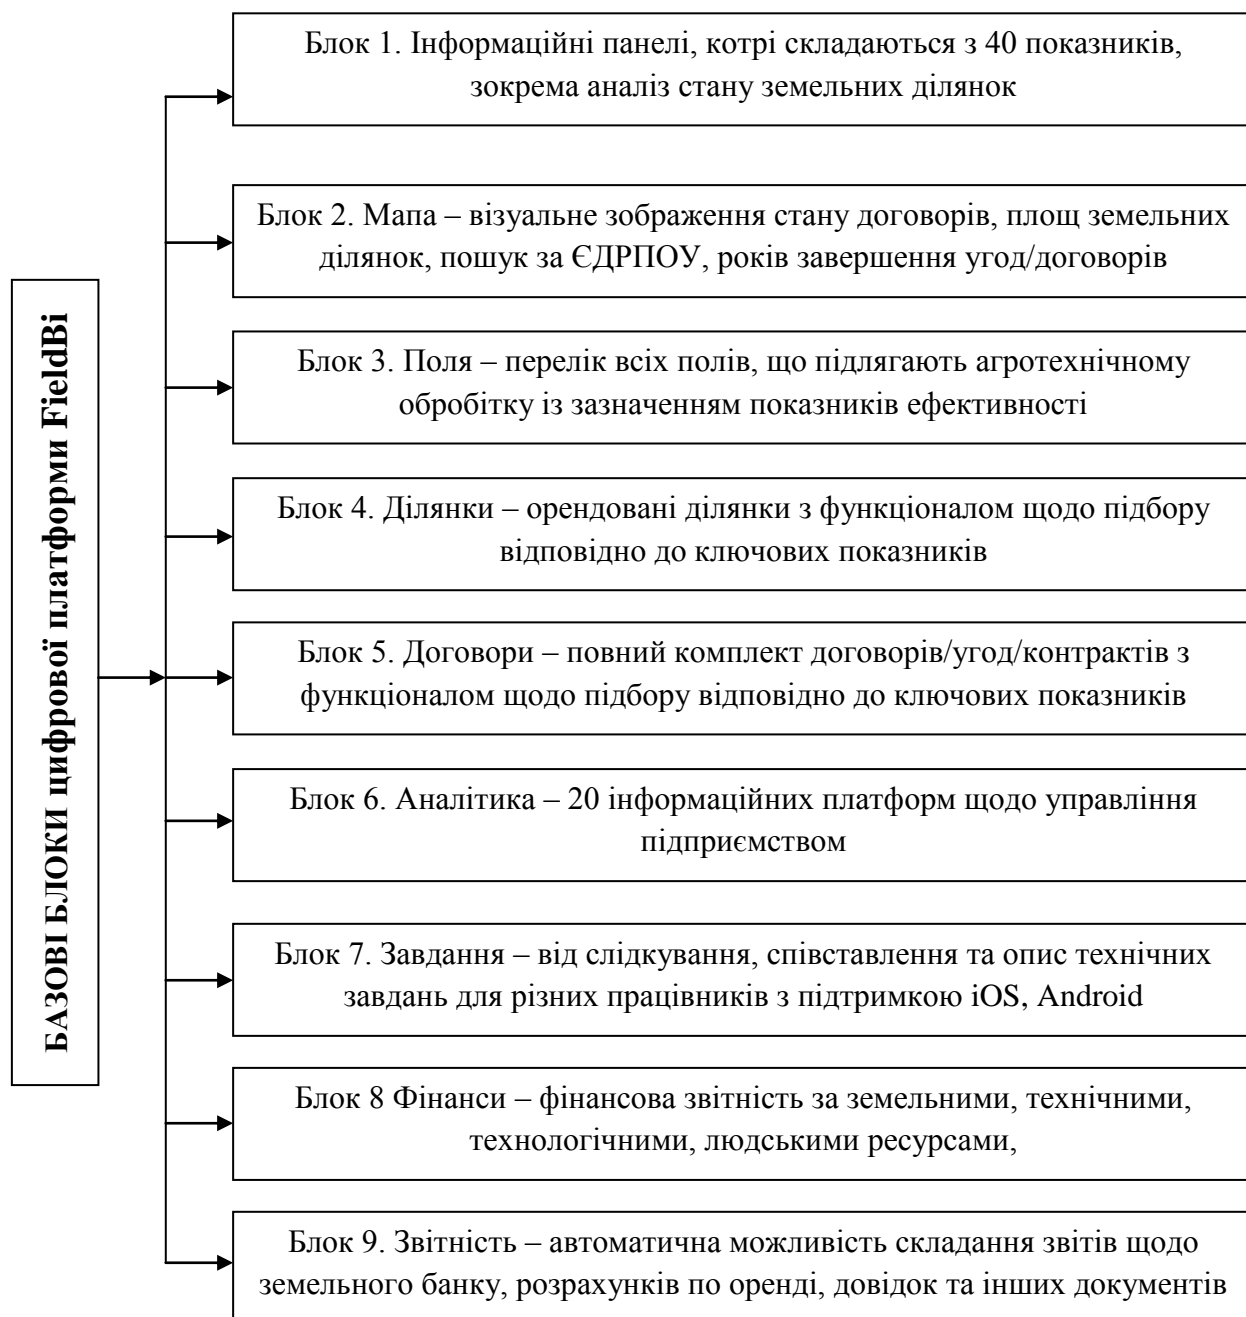 БАЗОВІ БЛОКИ цифрової платформи FieldBi
Блок 1. Інформаційні панелі, котрі складаються з 40 показників,
зокрема аналіз стану земельних ділянок
Блок 2. Мапа – візуальне зображення стану договорів, площ земельних
ділянок, пошук за ЄДРПОУ, років завершення угод/договорів
Блок 3. Поля – перелік всіх полів, що підлягають агротехнічному
обробітку із зазначенням показників ефективності
Блок 4. Ділянки – орендовані ділянки з функціоналом щодо підбору
відповідно до ключових показників
Блок 5. Договори – повний комплект договорів/угод/контрактів з
функціоналом щодо підбору відповідно до ключових показників
Блок 6. Аналітика – 20 інформаційних платформ щодо управління
підприємством
Блок 7. Завдання – від слідкування, співставлення та опис технічних
завдань для різних працівників з підтримкою iOS, Android
Блок 8 Фінанси – фінансова звітність за земельними, технічними,
технологічними, людськими ресурсами,
Блок 9. Звітність – автоматична можливість складання звітів щодо
земельного банку, розрахунків по оренді, довідок та інших документів